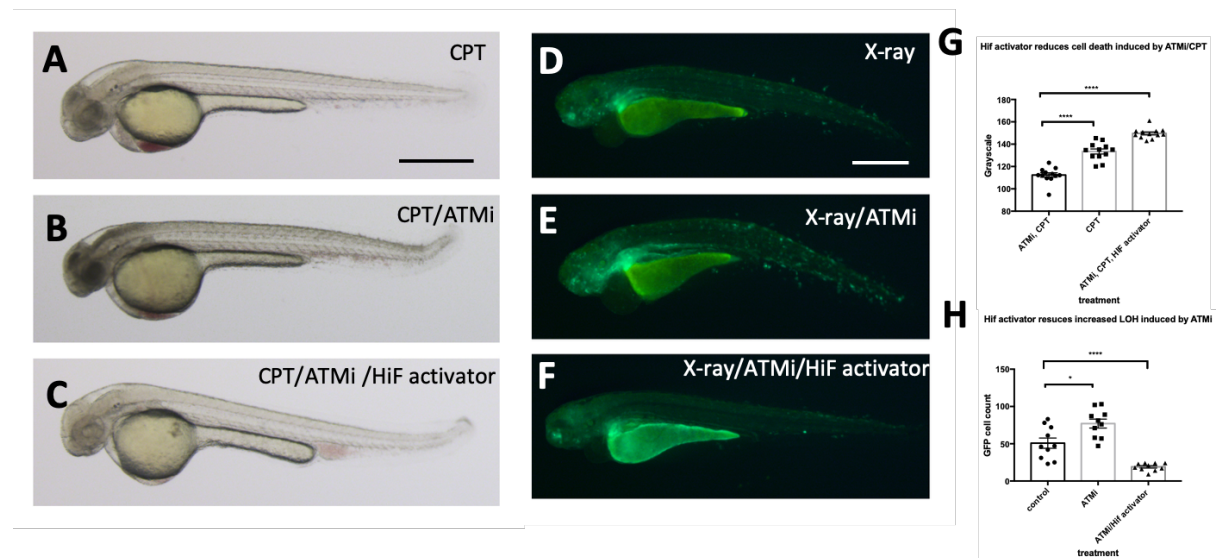 A
CPT
B
CPT/ATMi
C
CPT/ATMi /HiF activator
D
X-ray
E
X-ray/ATMi
F
X-ray/ATMi/HiF activator
G
Hif activator reduces cell death induced by ATMi/CPT
****
****
Grayscale
180
160
140
120
100
80
ATMi, CPT
CPT
ATMi, CPT, HIF activator
treatment
H
Hif activator resuces increased LOH induced by ATMi
****
*
GFP cell count
150
100
50
0
control
ATMi
ATMi/Hif activator
treatment